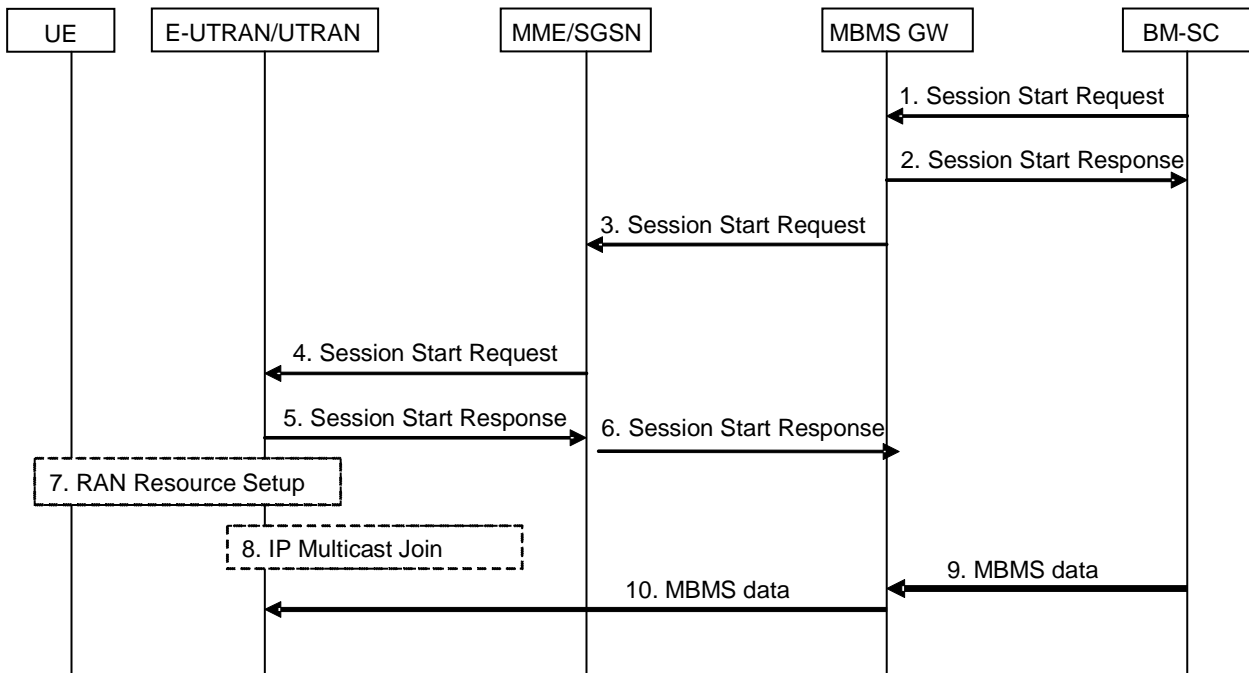 UE
E-UTRAN/UTRAN
MME/SGSN
MBMS GW
BM-SC
1. Session Start Request
2. Session Start Response
3. Session Start Request
4. Session Start Request
5. Session Start Response
6. Session Start Response
7. RAN Resource Setup
8. IP Multicast Join
9. MBMS data
10. MBMS data